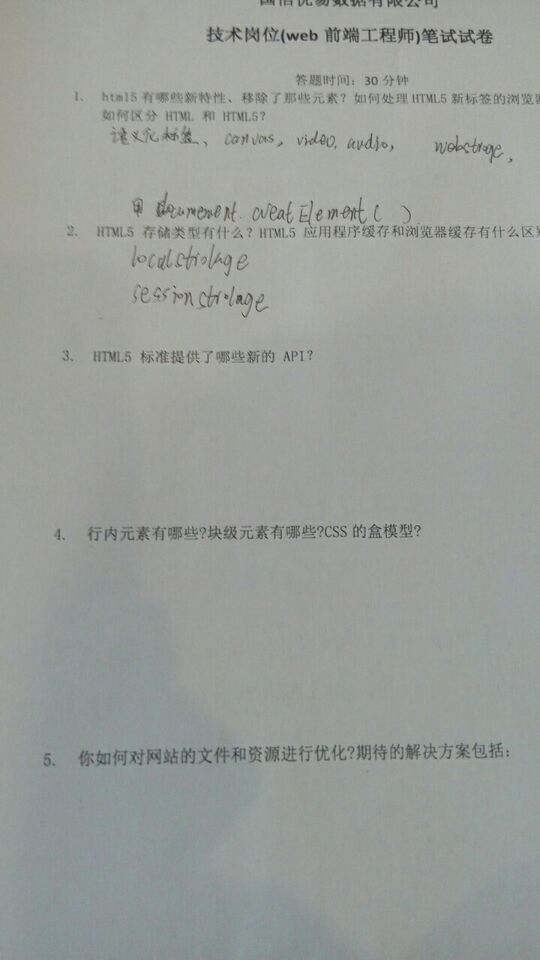 国信优易数据有限公司
技术岗位(web 前端工程师)笔试试卷
答题时间：30 分钟
1. html5 有哪些新特性、移除了那些元素？如何处理 HTML5 新标签的浏览器
如何区分 HTML 和 HTML5？
语义化标签、canvas, video, audio, webstroge,
用 documenent.creatElement( )
2. HTML5 存储类型有什么？HTML5 应用程序缓存和浏览器缓存有什么区别
localstrolage
sessionstrolage
3. HTML5 标准提供了哪些新的 API？
4. 行内元素有哪些?块级元素有哪些?CSS 的盒模型?
5. 你如何对网站的文件和资源进行优化?期待的解决方案包括: